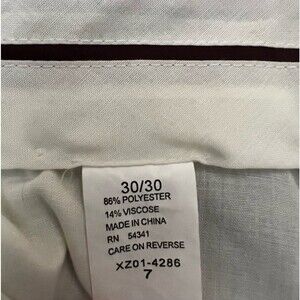 30/30
86% POLYESTER
14% VISCOSE
MADE IN CHINA
RN 54341
CARE ON REVERSE
XZ01-4286
7